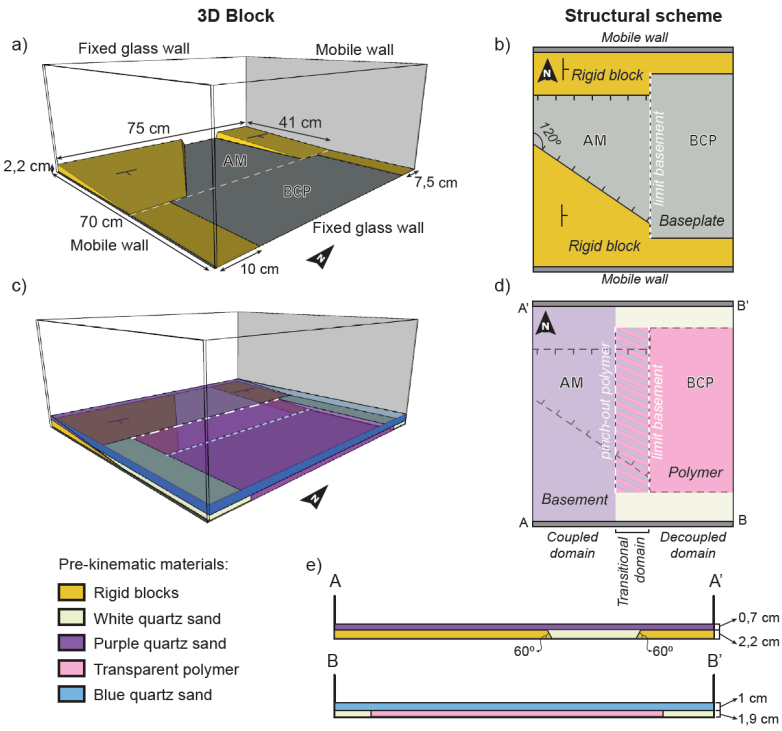 3D Block
Structural scheme
a)
Fixed glass wall
Mobile wall
75 cm
41 cm
AM
2,2 cm
BCP
7,5 cm
70 cm
Mobile wall
Fixed glass wall
10 cm
N
b)
Mobile wall
N
Rigid block
AM
BCP
120º
limit basement
Baseplate
Rigid block
Mobile wall
c)
N
d)
A'
B'
N
AM
BCP
pinch-out polymer
limit basement
Polymer
Basement
A
B
Coupled domain
Transitional domain
Decoupled domain
Pre-kinematic materials:
Rigid blocks
White quartz sand
Purple quartz sand
Transparent polymer
Blue quartz sand
e)
A
A'
0,7 cm
2,2 cm
60º
60º
B
B'
1 cm
1,9 cm